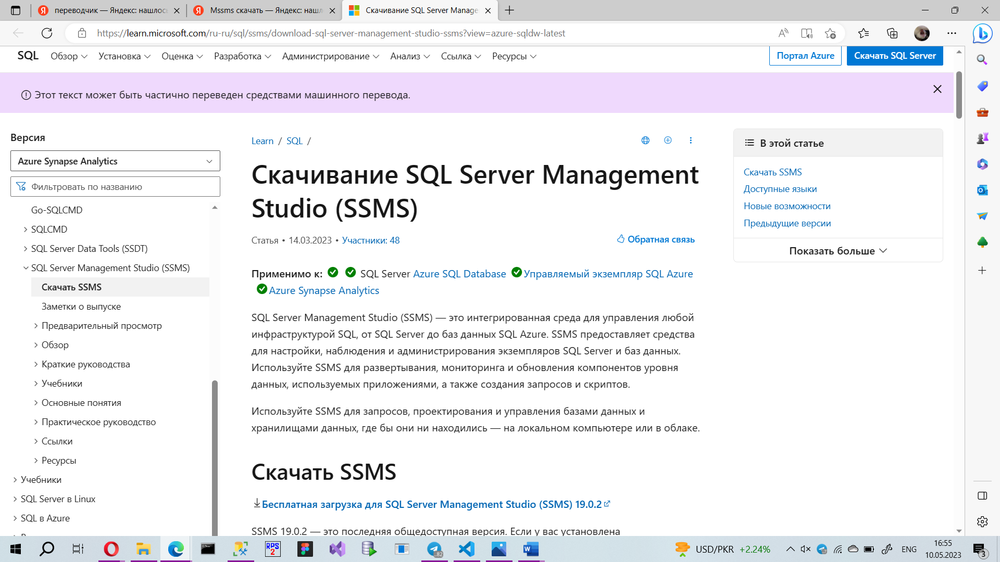 переводчик — Яндекс: нашлось
Mssms скачать — Яндекс: нашл
Скачивание SQL Server Manage
https://learn.microsoft.com/ru-ru/sql/ssms/download-sql-server-management-studio-ssms?view=azure-sqldw-latest
SQL Обзор Установка Оценка Разработка Администрирование Анализ Ссылка Ресурсы Портал Azure Скачать SQL Server
Этот текст может быть частично переведен средствами машинного перевода.
Версия
Azure Synapse Analytics
Фильтровать по названию
Go-SQLCMD
SQLCMD
SQL Server Data Tools (SSDT)
SQL Server Management Studio (SSMS)
Скачать SSMS
Заметки о выпуске
Предварительный просмотр
Обзор
Краткие руководства
Учебники
Основные понятия
Практическое руководство
Ссылки
Ресурсы
Учебники
SQL Server в Linux
SQL в Azure
Learn / SQL /
Скачивание SQL Server Management
Studio (SSMS)
Статья • 14.03.2023 • Участники: 48
Обратная связь
Применимо к: SQL Server Azure SQL Database Управляемый экземпляр SQL Azure
Azure Synapse Analytics
SQL Server Management Studio (SSMS) — это интегрированная среда для управления любой
инфраструктурой SQL, от SQL Server до баз данных SQL Azure. SSMS предоставляет средства
для настройки, наблюдения и администрирования экземпляров SQL Server и баз данных.
Используйте SSMS для развертывания, мониторинга и обновления компонентов уровня
данных, используемых приложениями, а также создания запросов и скриптов.
Используйте SSMS для запросов, проектирования и управления базами данных и
хранилищами данных, где бы они ни находились — на локальном компьютере или в облаке.
Скачать SSMS
Бесплатная загрузка для SQL Server Management Studio (SSMS) 19.0.2
SSMS 19.0.2 — это последняя общедоступная версия. Если у вас установлена
В этой статье
Скачать SSMS
Доступные языки
Новые возможности
Предыдущие версии
Показать больше
RPS
2
82
W
USD/PKR +2.24%
ENG
16:55
10.05.2023
3